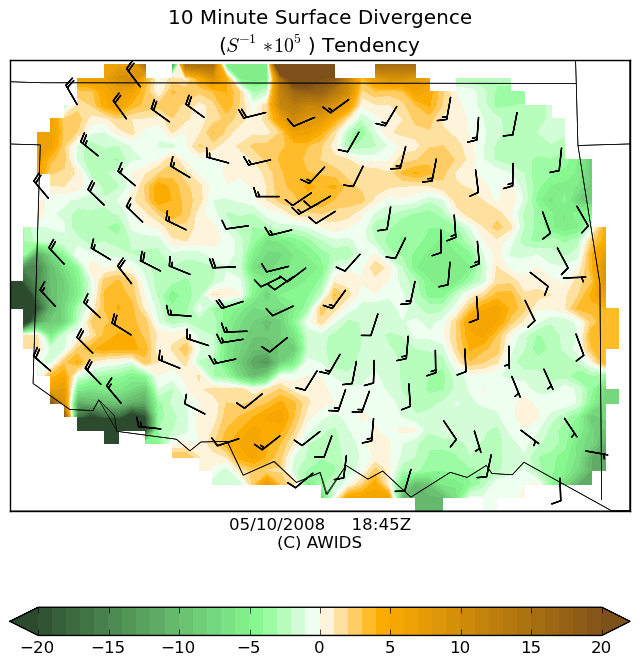 10 Minute Surface Divergence
(S⁻¹ *10⁵ ) Tendency
05/10/2008 18:45Z
(C) AWIDS
−20 −15 −10 −5 0 5 10 15 20